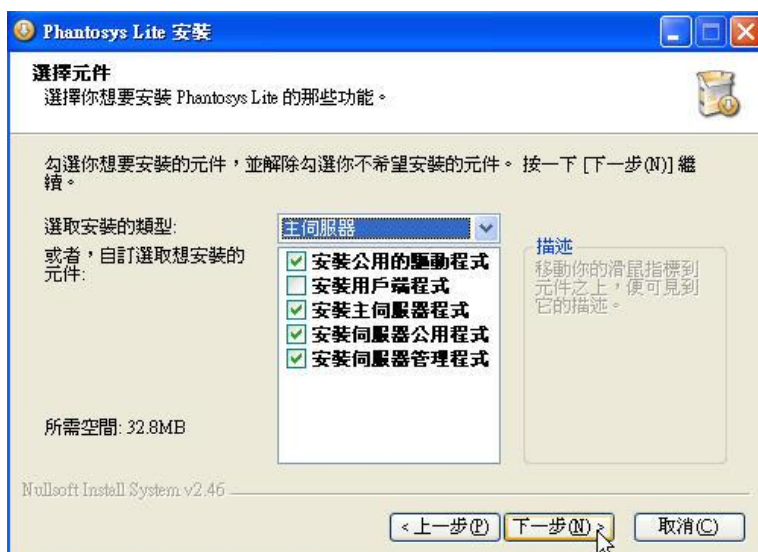 Phantosys Lite 安裝
選擇元件
選擇你想要安裝 Phantosys Lite 的那些功能。
勾選你想要安裝的元件，並解除勾選你不希望安裝的元件。 按一下 [下一步(N)] 繼
續。
選取安裝的類型:
主伺服器
或者，自訂選取想安裝的
元件:
安裝公用的驅動程式
安裝用戶端程式
安裝主伺服器程式
安裝伺服器公用程式
安裝伺服器管理程式
描述
移動你的滑鼠指標到
元件之上，便可見到
它的描述。
所需空間: 32.8MB
Nullsoft Install System v2.46
< 上一步(P)
下一步(N) >
取消(C)